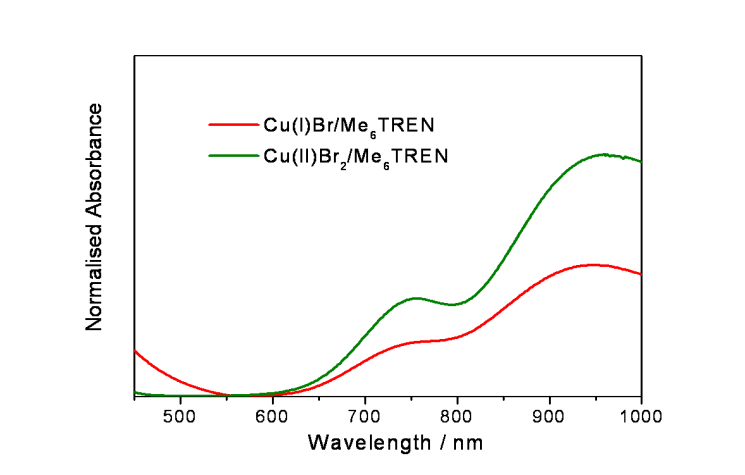 Normalised Absorbance
Cu(I)Br/Me₆TREN
Cu(II)Br₂/Me₆TREN
500 600 700 800 900 1000
Wavelength / nm